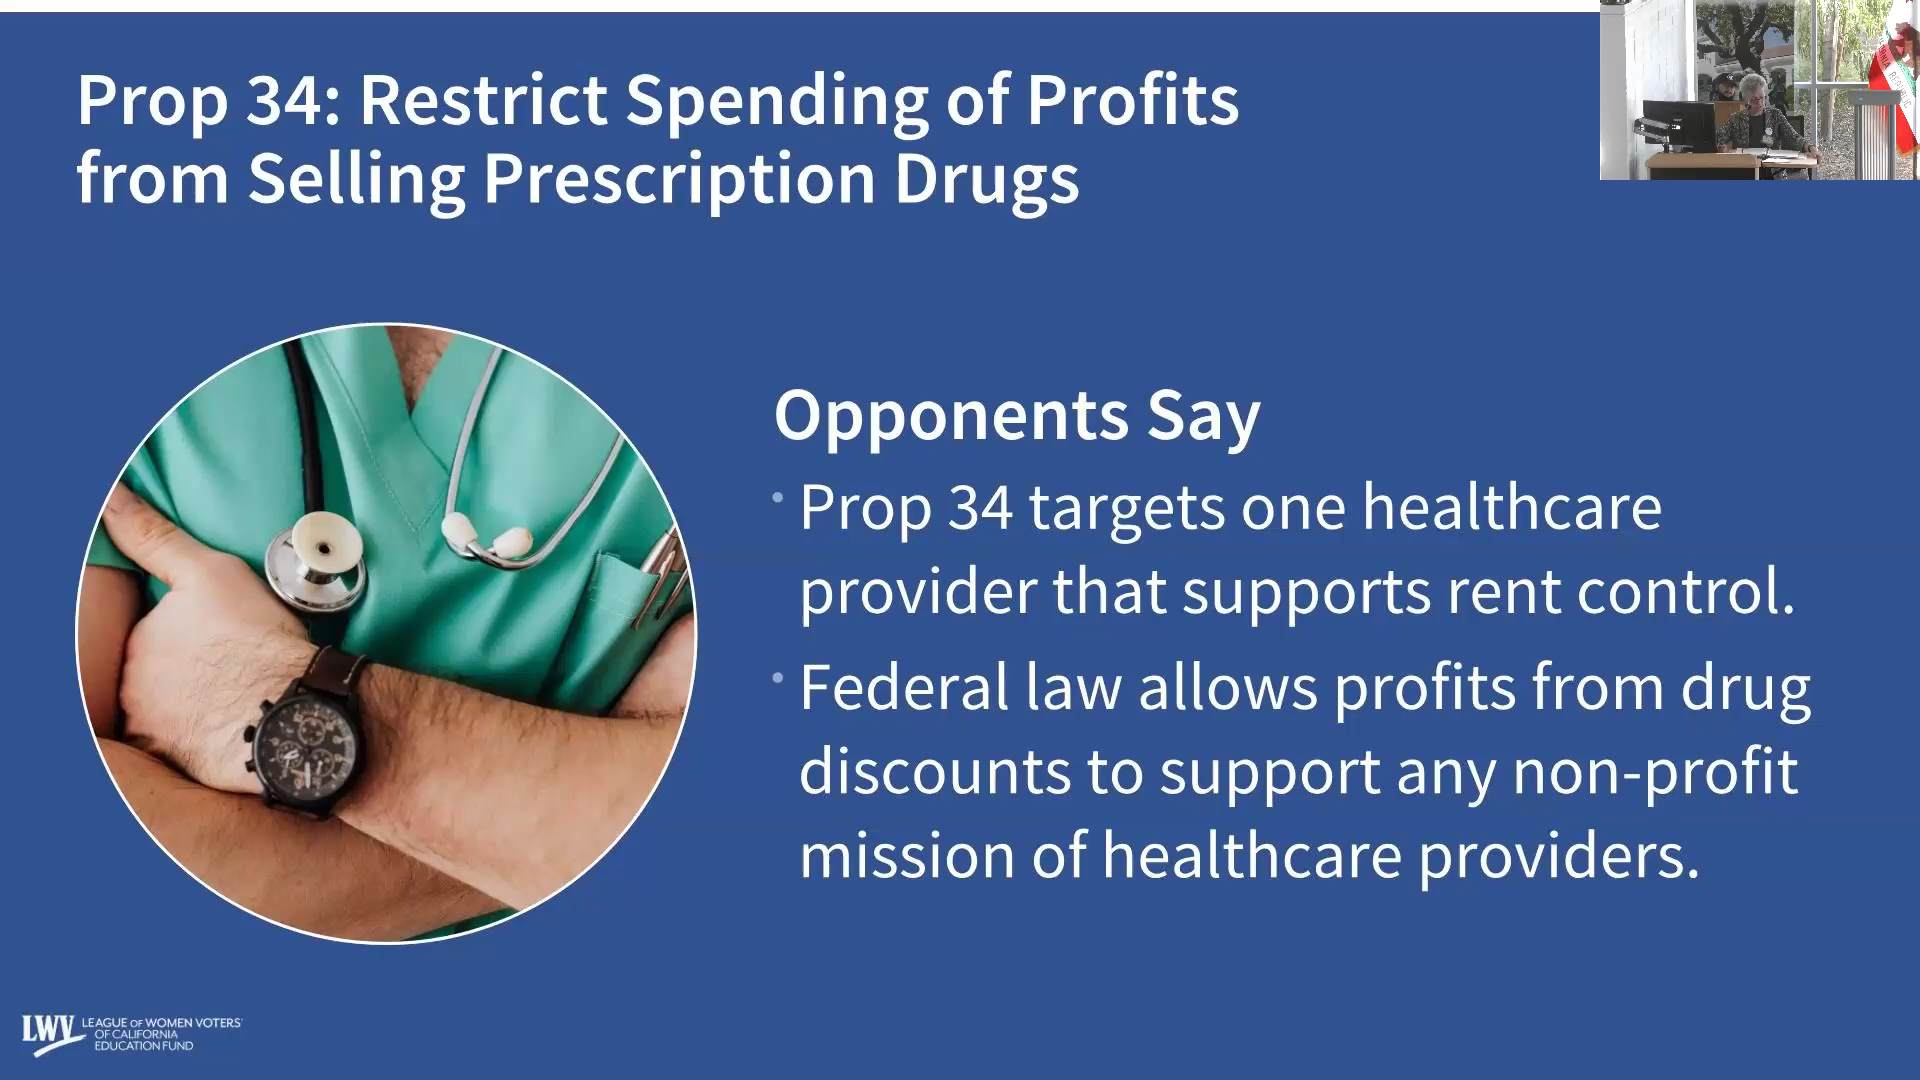 Prop 34: Restrict Spending of Profits
from Selling Prescription Drugs
Opponents Say
• Prop 34 targets one healthcare
provider that supports rent control.
• Federal law allows profits from drug
discounts to support any non-profit
mission of healthcare providers.
LWV LEAGUE OF WOMEN VOTERS®
OF CALIFORNIA
EDUCATION FUND
REPUBLIC